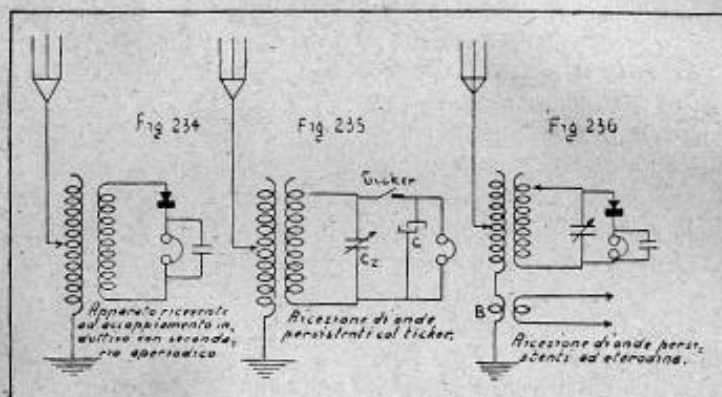 Fig 234
Fig 235
Fig 236
Ticker
C
C2
B
Apparato riceventi
ad accoppiamento in,
duttivo con seconda,
rio aperiodico
Ricezione di onde
persistenti col ticker.
Ricezione di onde persi,
stenti ad eterodina.